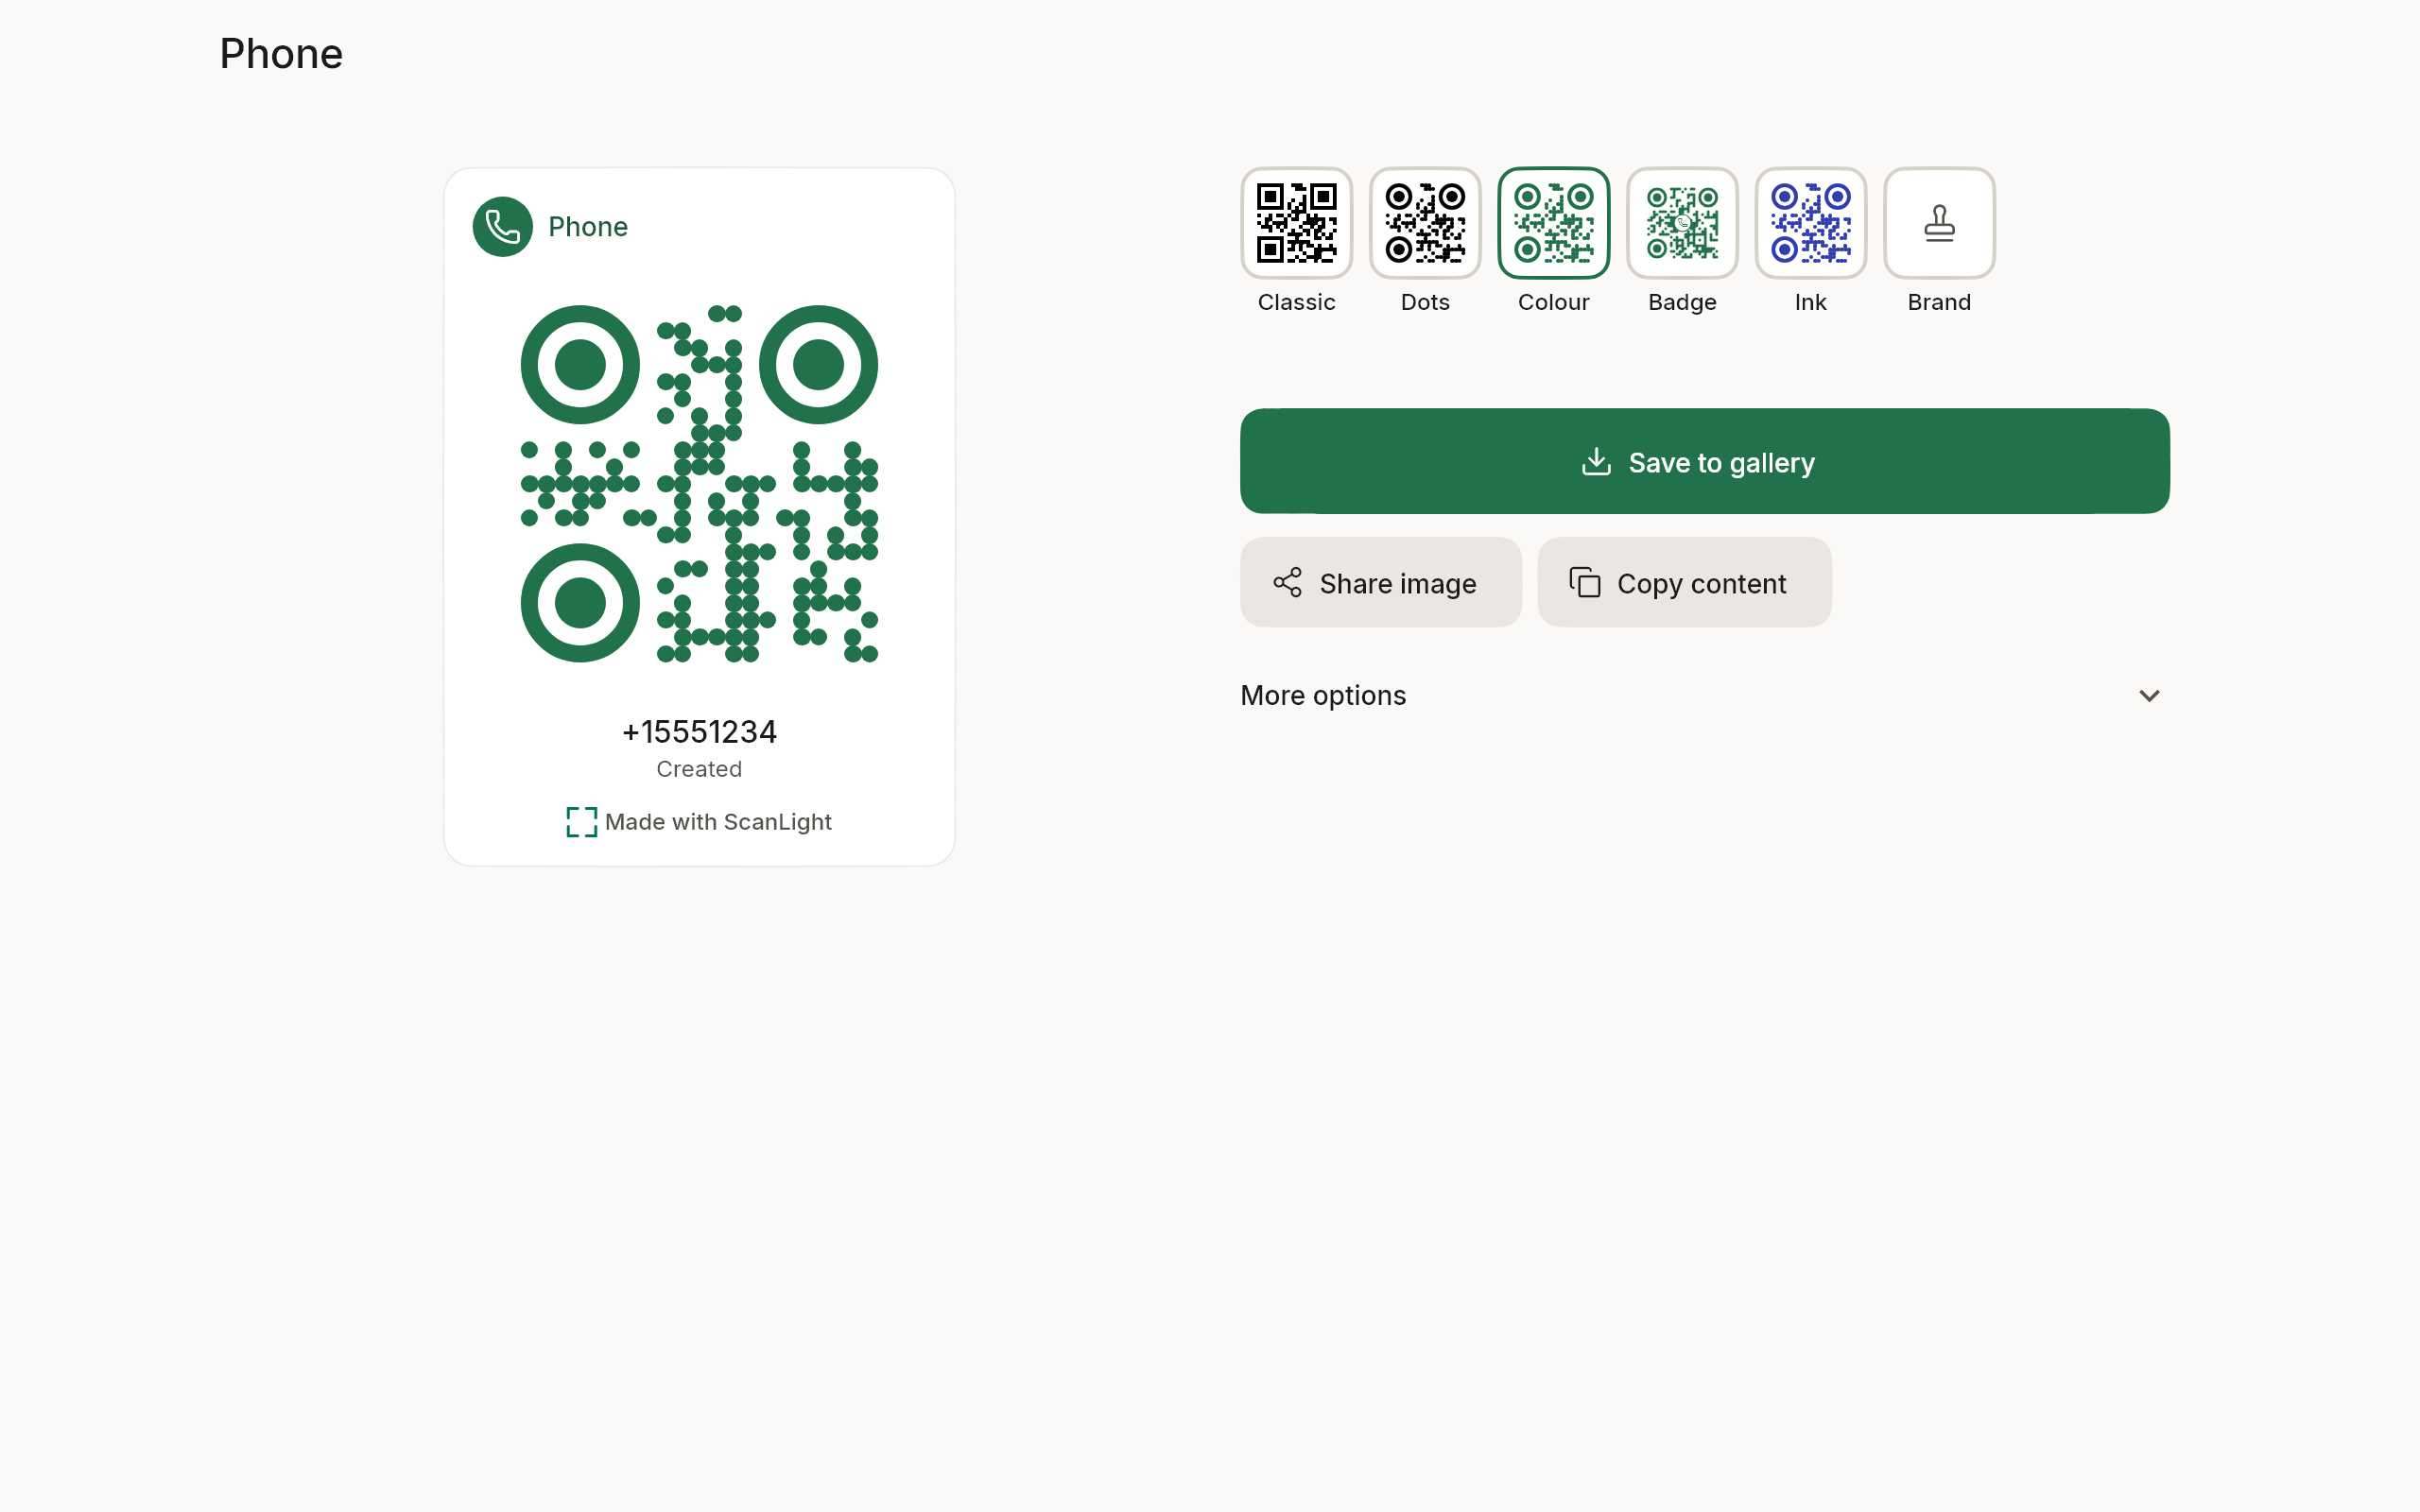 Phone
Phone
+15551234
Created
Made with ScanLight
Classic
Dots
Colour
Badge
Ink
Brand
Save to gallery
Share image
Copy content
More options